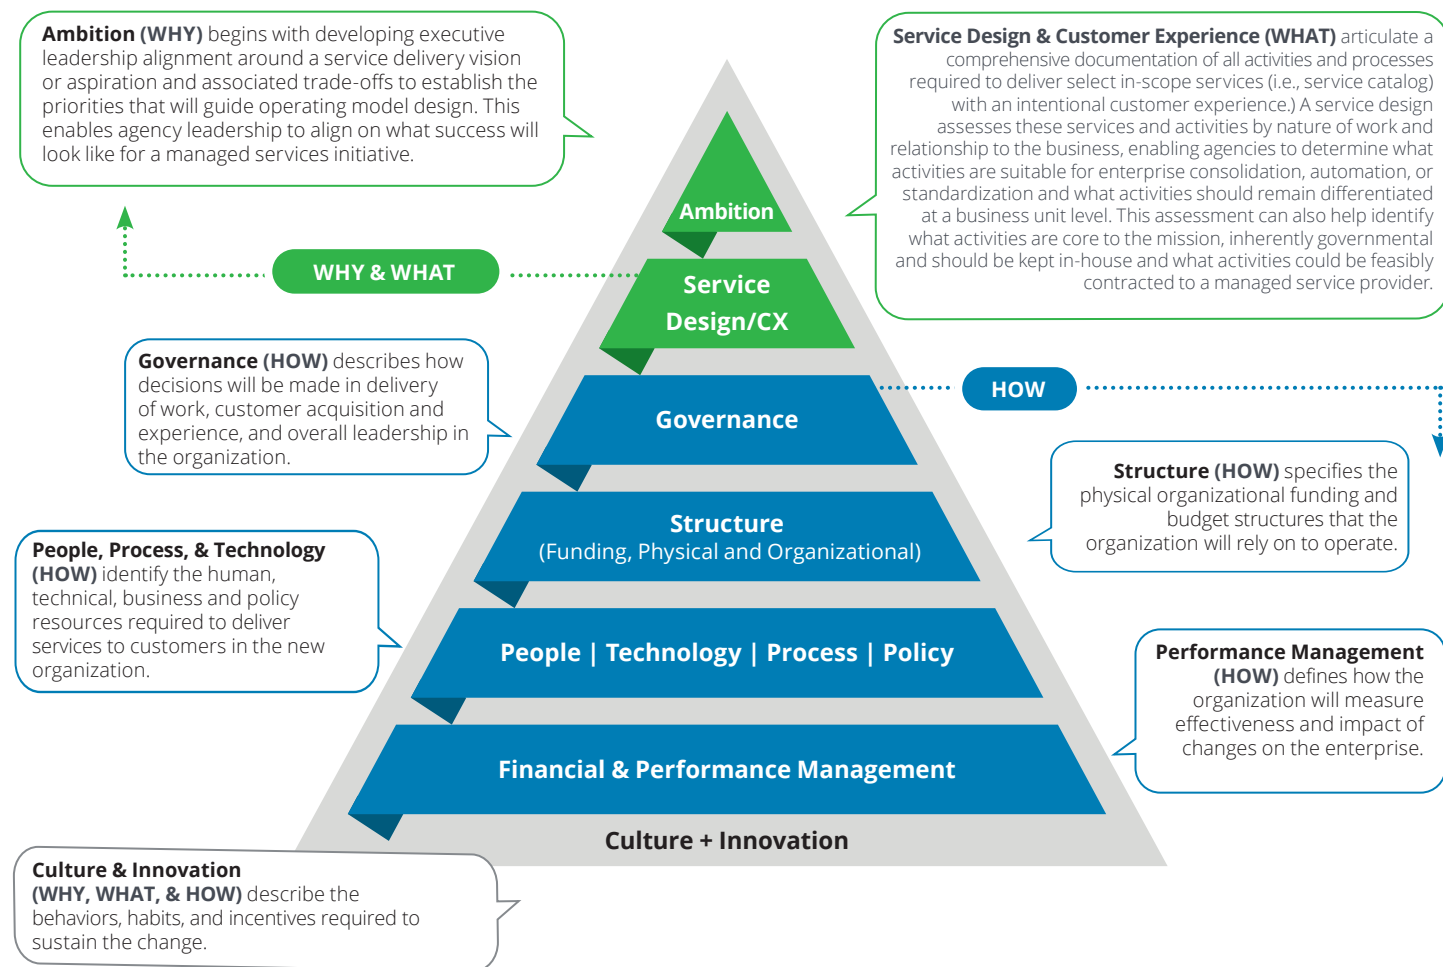 Ambition (WHY) begins with developing executive
leadership alignment around a service delivery vision
or aspiration and associated trade-offs to establish the
priorities that will guide operating model design. This
enables agency leadership to align on what success will
look like for a managed services initiative.
Service Design & Customer Experience (WHAT) articulate a
comprehensive documentation of all activities and processes
required to deliver select in-scope services (i.e., service catalog)
with an intentional customer experience.) A service design
assesses these services and activities by nature of work and
relationship to the business, enabling agencies to determine what
activities are suitable for enterprise consolidation, automation, or
standardization and what activities should remain differentiated
at a business unit level. This assessment can also help identify
what activities are core to the mission, inherently governmental
and should be kept in-house and what activities could be feasibly
contracted to a managed service provider.
Ambition
WHY & WHAT
Service
Design/CX
Governance (HOW) describes how
decisions will be made in delivery
of work, customer acquisition and
experience, and overall leadership in
the organization.
HOW
Governance
Structure (HOW) specifies the
physical organizational funding and
budget structures that the
organization will rely on to operate.
Structure
(Funding, Physical and Organizational)
People, Process, & Technology
(HOW) identify the human,
technical, business and policy
resources required to deliver
services to customers in the new
organization.
People | Technology | Process | Policy
Performance Management
(HOW) defines how the
organization will measure
effectiveness and impact of
changes on the enterprise.
Financial & Performance Management
Culture + Innovation
Culture & Innovation
(WHY, WHAT, & HOW) describe the
behaviors, habits, and incentives required to
sustain the change.